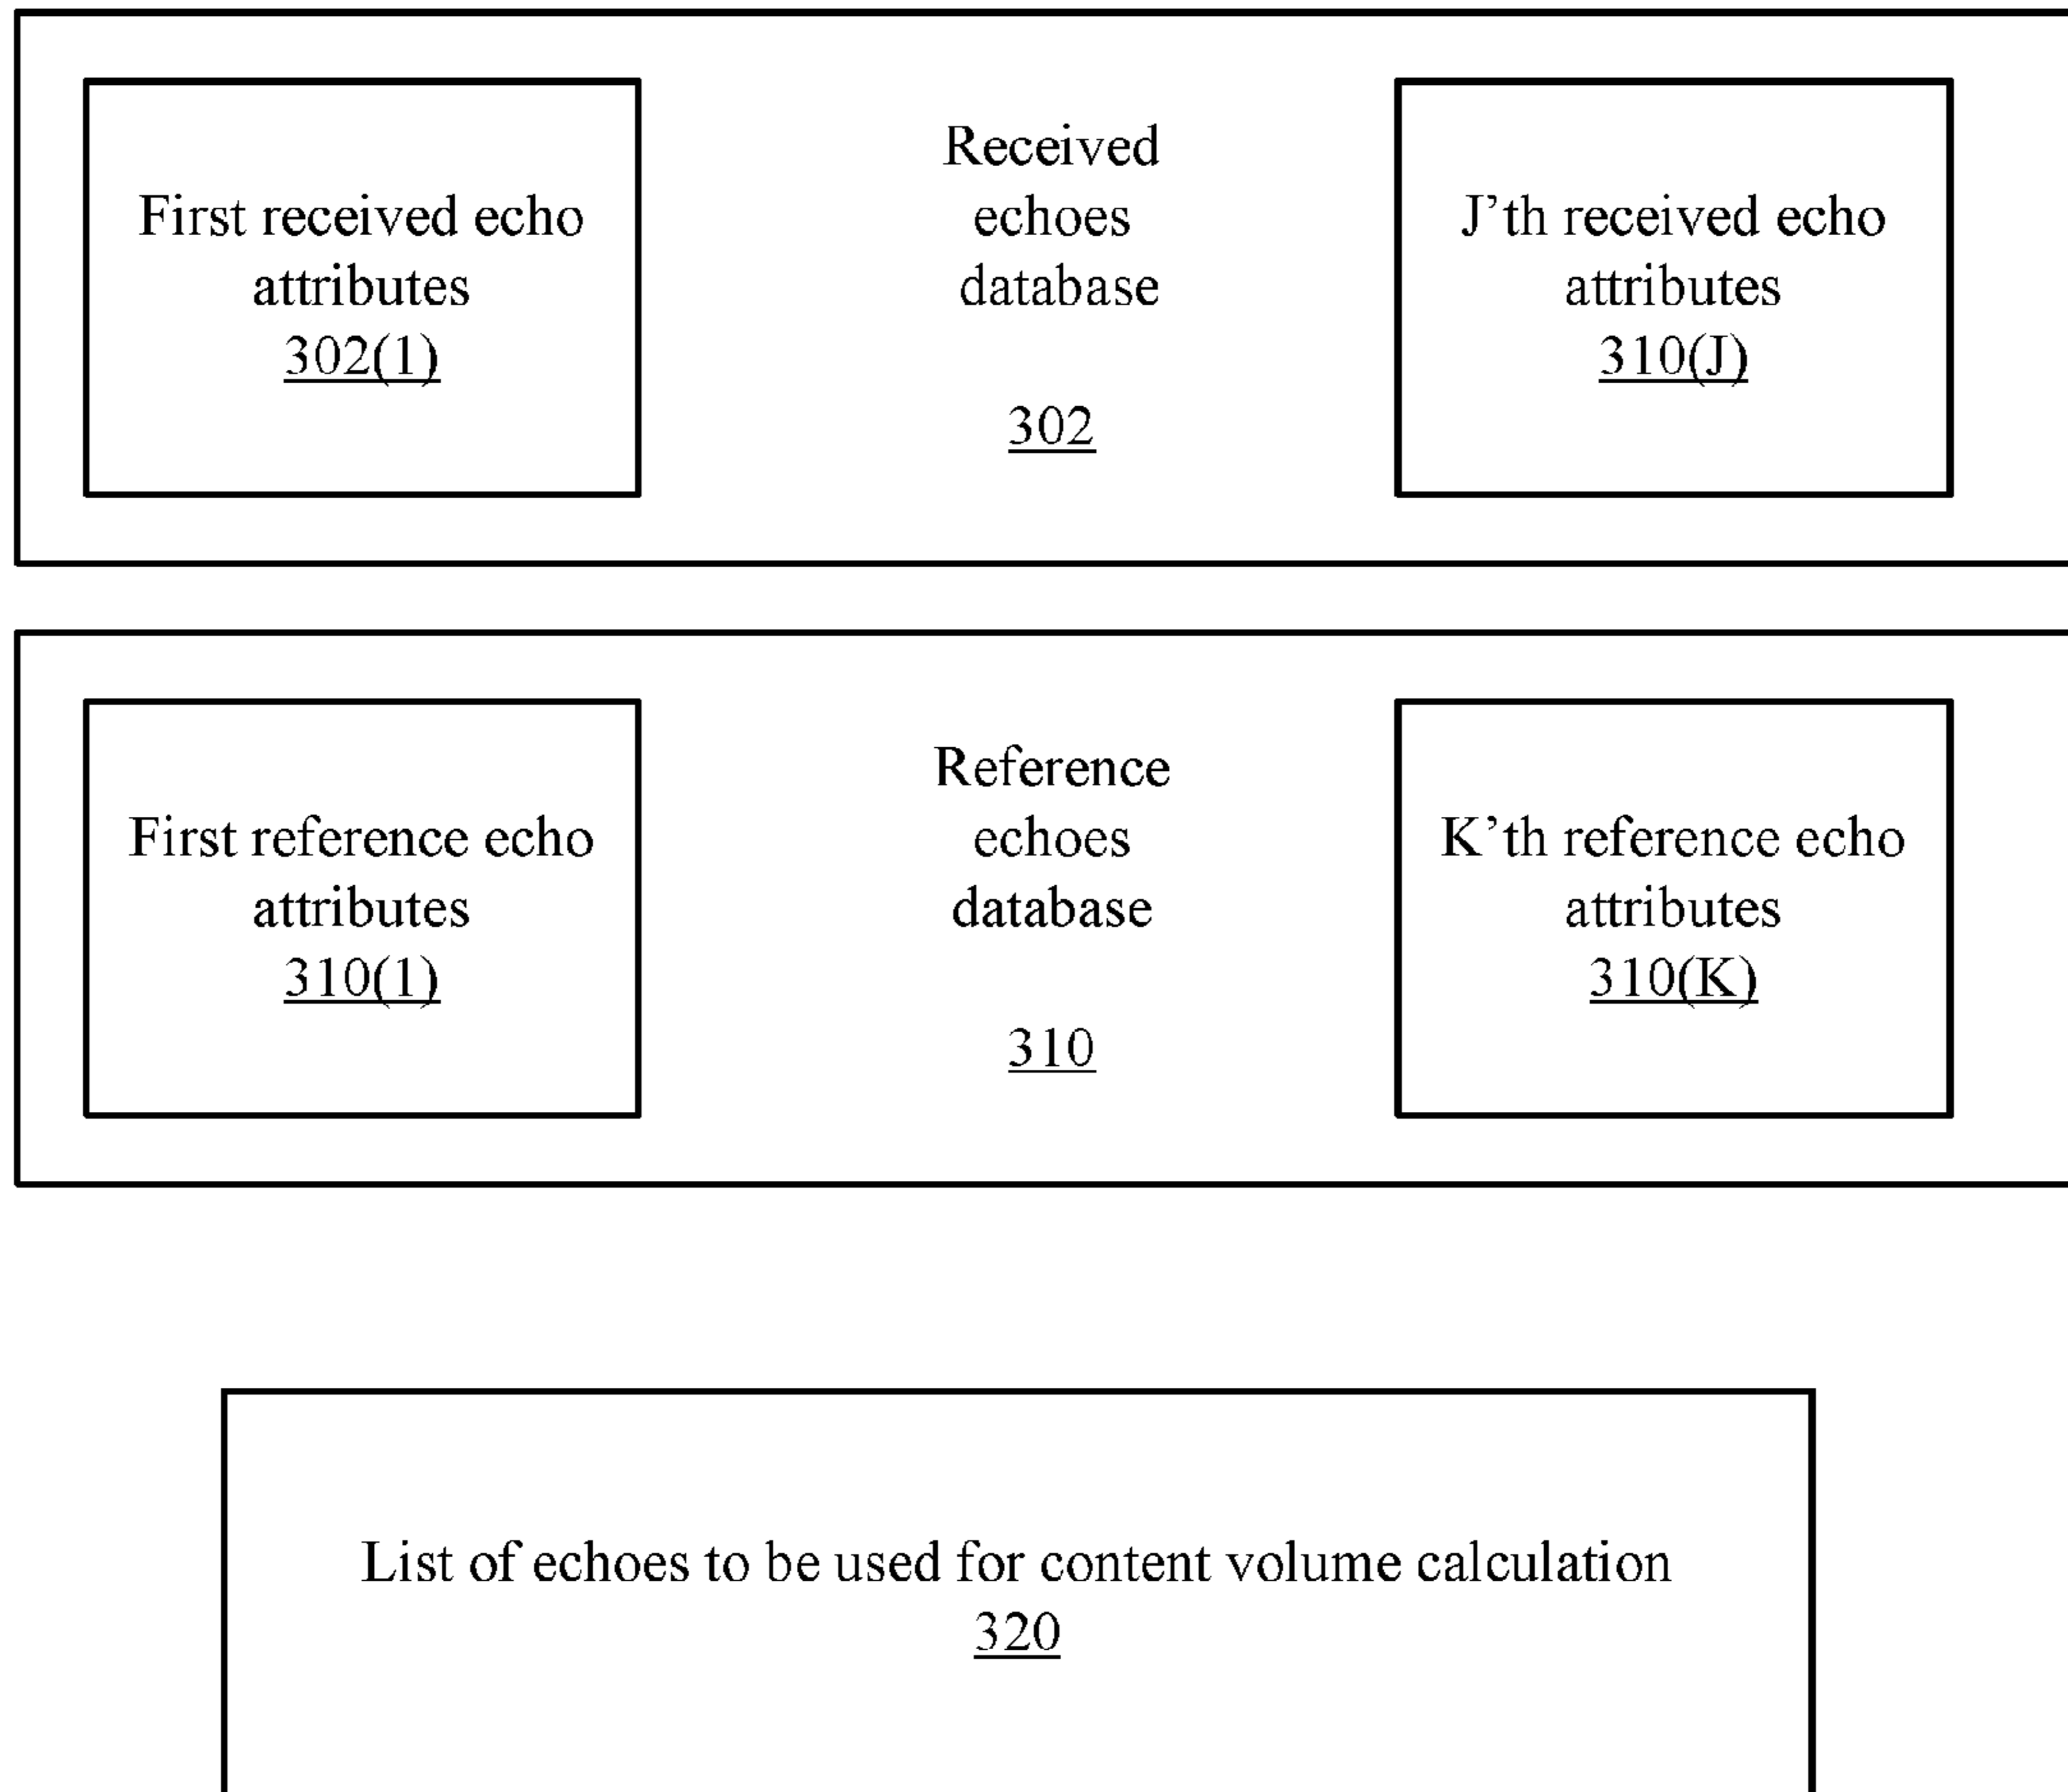 First received echo
attributes
302(1)
Received
echoes
database
302
J’th received echo
attributes
310(J)
First reference echo
attributes
310(1)
Reference
echoes
database
310
K’th reference echo
attributes
310(K)
List of echoes to be used for content volume calculation
320